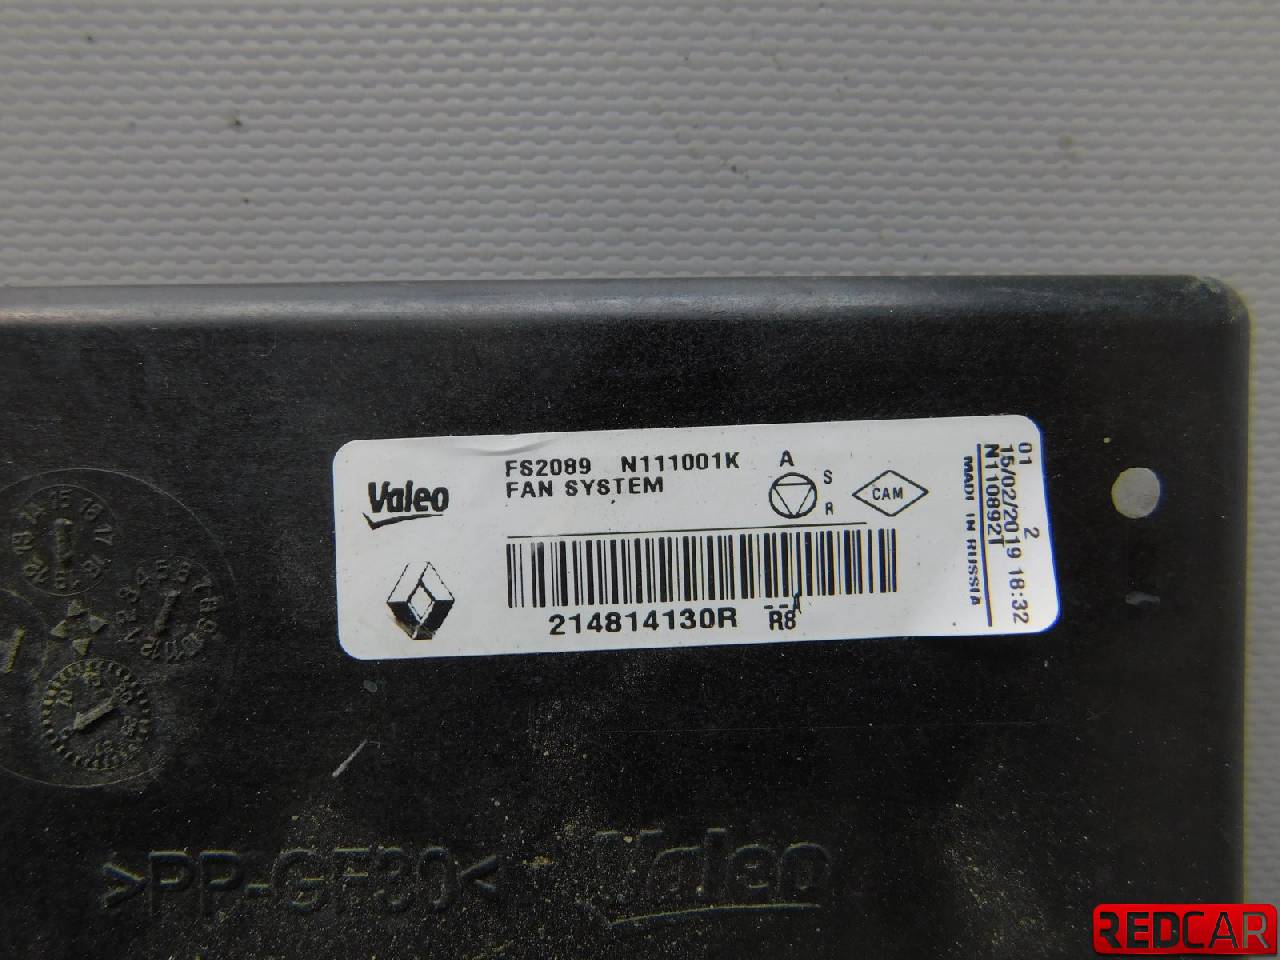 Valeo
FS2089 N111001K
FAN SYSTEM
A
S
R
CAM
214814130R R8
01 2
15/02/2019 18:32
N110892T
MADE IN RUSSIA
>PP-GF30<
Valeo
REDCAR